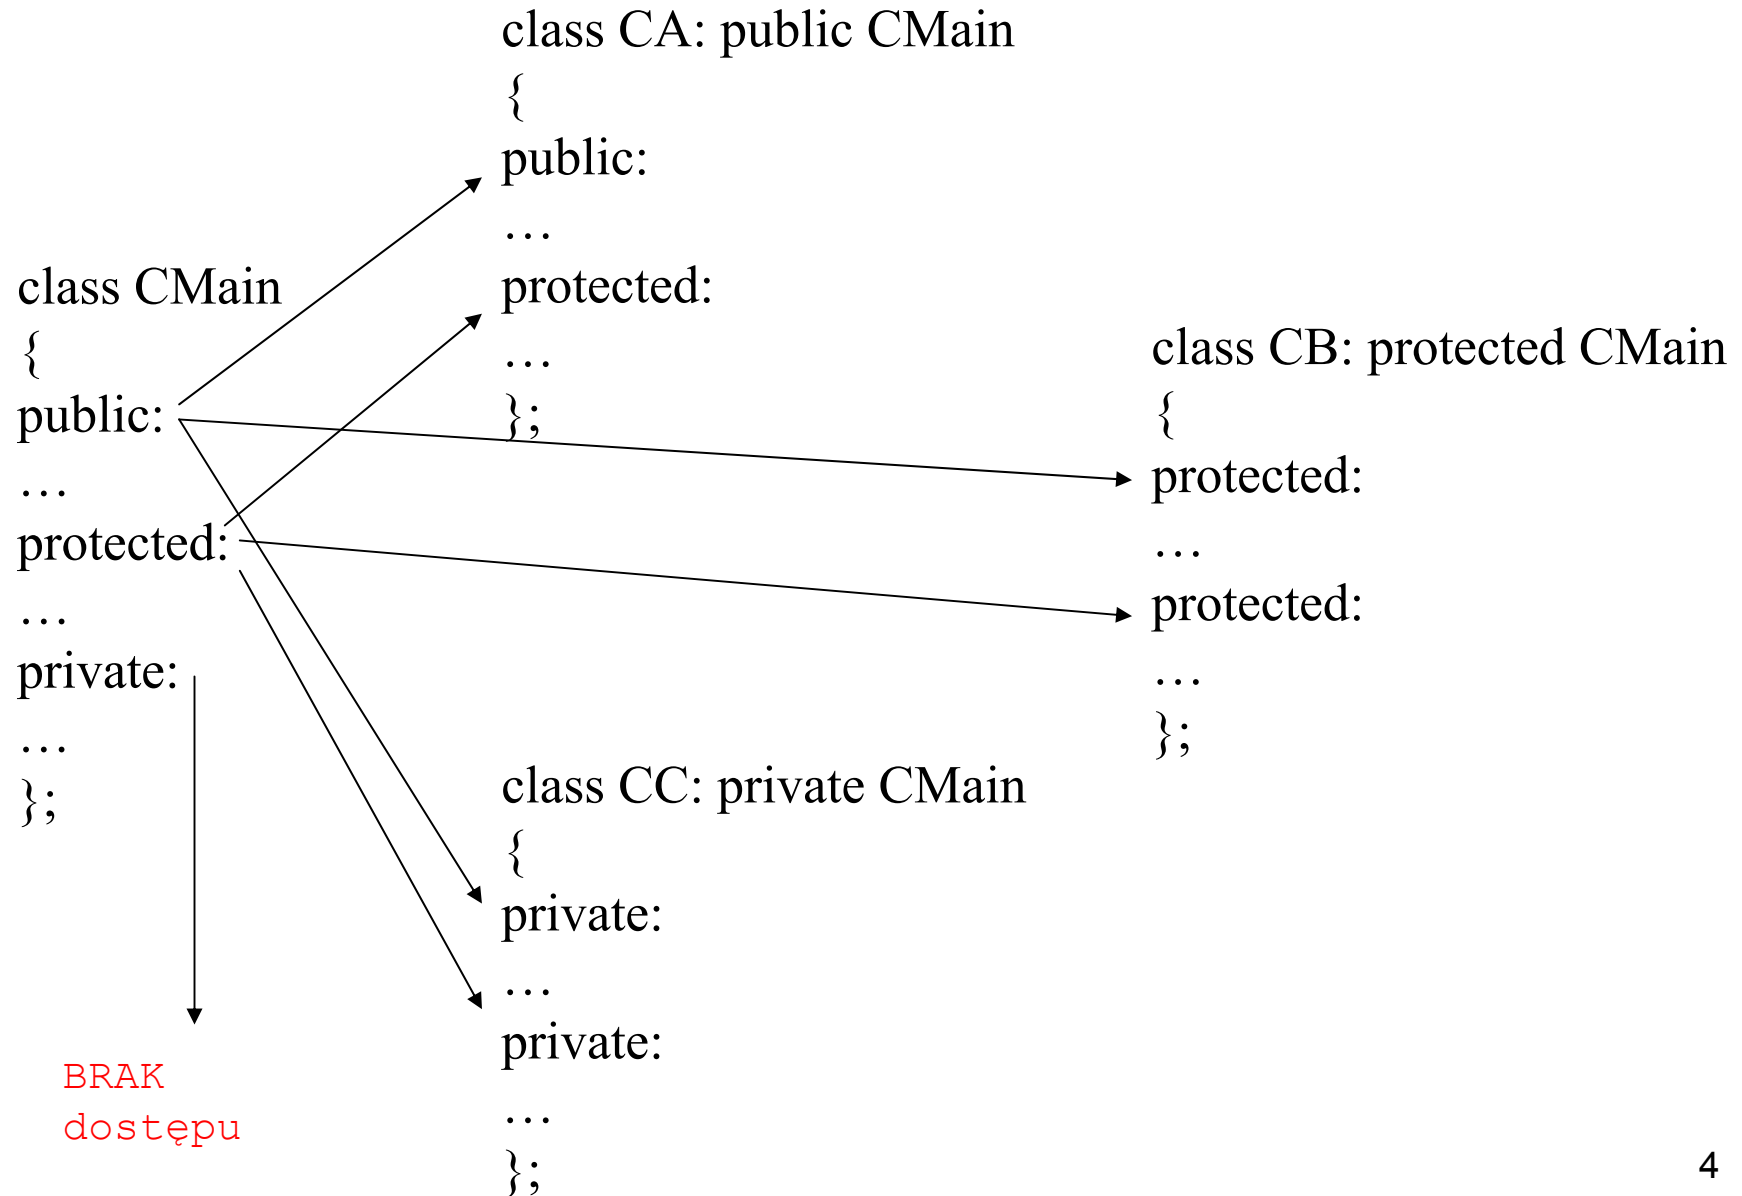 class CMain
{
public:
…
protected:
…
private:
…
};
BRAK
dostępu
class CA: public CMain
{
public:
…
protected:
…
};
class CC: private CMain
{
private:
…
private:
…
};
class CB: protected CMain
{
protected:
…
protected:
…
};
4